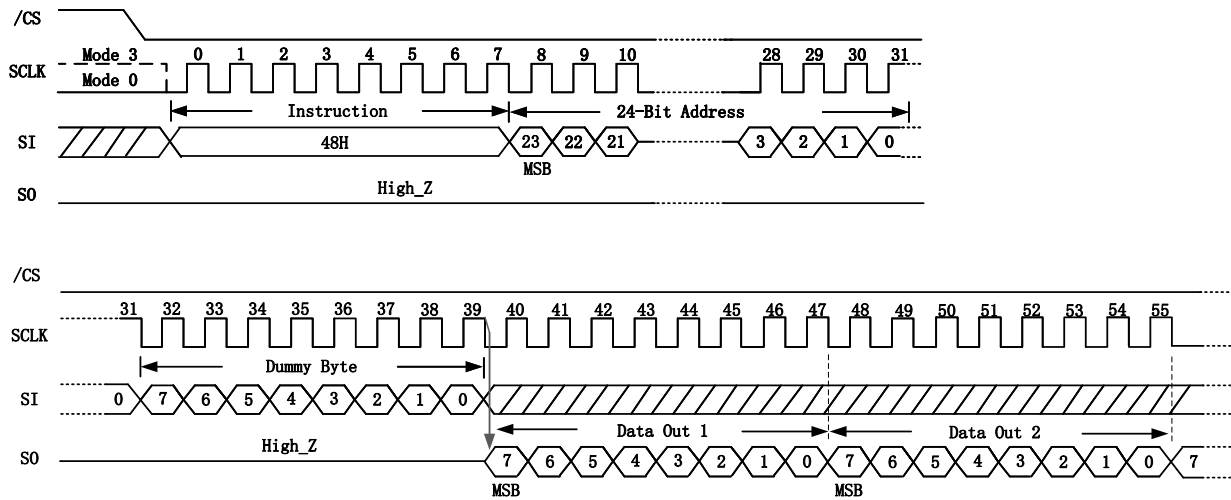 /CS
Mode 3 0 1 2 3 4 5 6 7 8 9 10 28 29 30 31
SCLK
Mode 0
Instruction 24-Bit Address
SI 48H 23 22 21 3 2 1 0
MSB
High_Z
SO
/CS
31 32 33 34 35 36 37 38 39 40 41 42 43 44 45 46 47 48 49 50 51 52 53 54 55
SCLK
Dummy Byte
SI 0 7 6 5 4 3 2 1 0
High_Z Data Out 1 Data Out 2
SO 7 6 5 4 3 2 1 0 7 6 5 4 3 2 1 0 7
MSB MSB